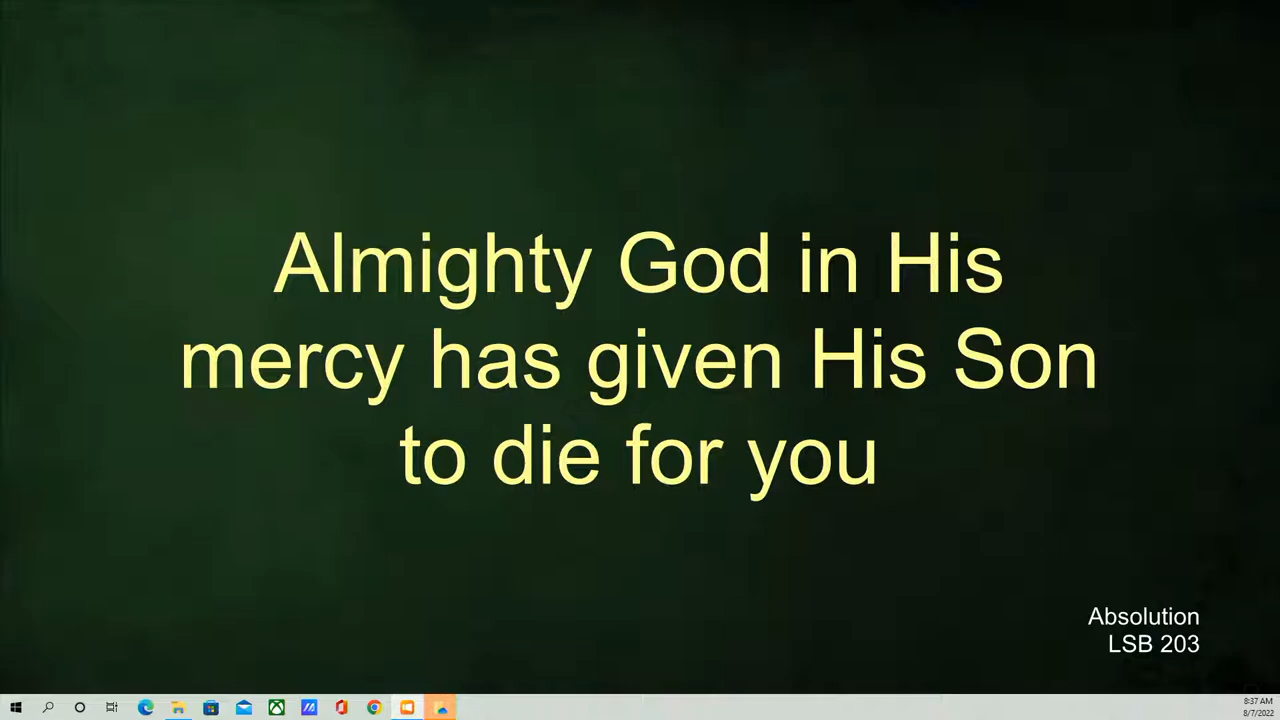 Almighty God in His
mercy has given His Son
to die for you
Absolution
LSB 203
8:37 AM
8/7/2022